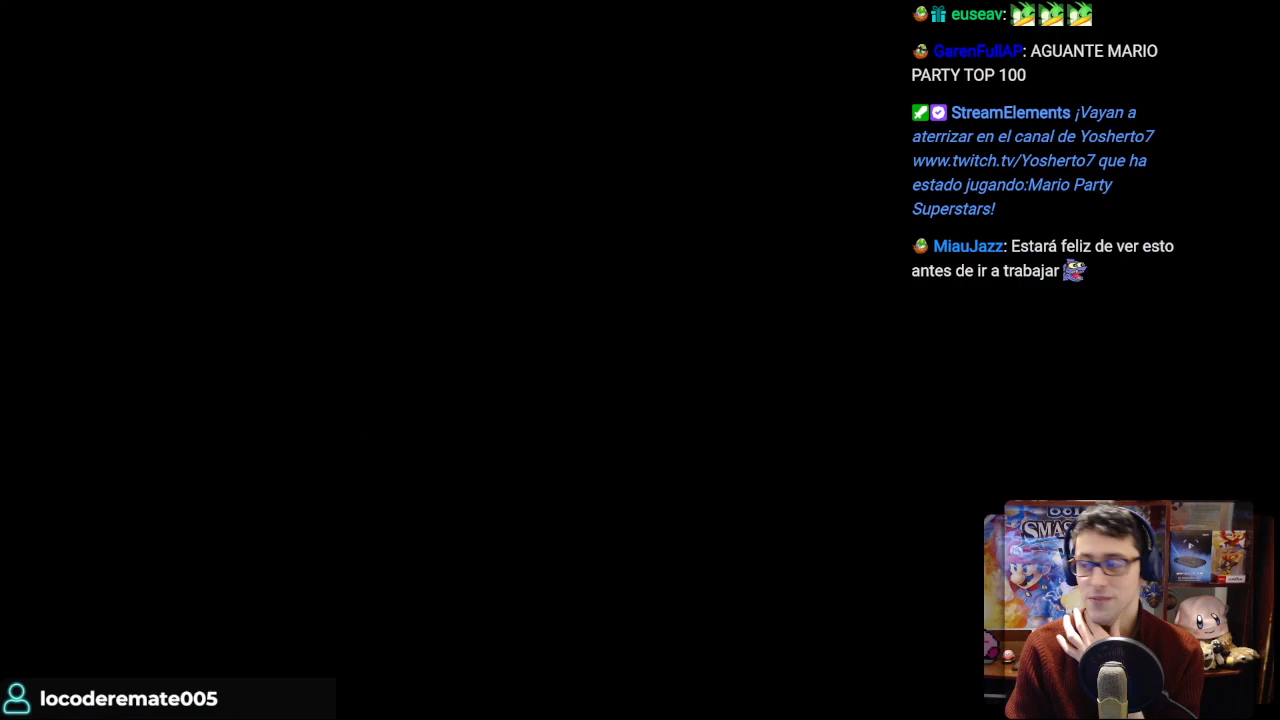 euseav:
GarenFullAP: AGUANTE MARIO
PARTY TOP 100
StreamElements ¡Vayan a
aterrizar en el canal de Yosherto7
www.twitch.tv/Yosherto7 que ha
estado jugando:Mario Party
Superstars!
MiauJazz: Estará feliz de ver esto
antes de ir a trabajar
SMAS
locoderemate005